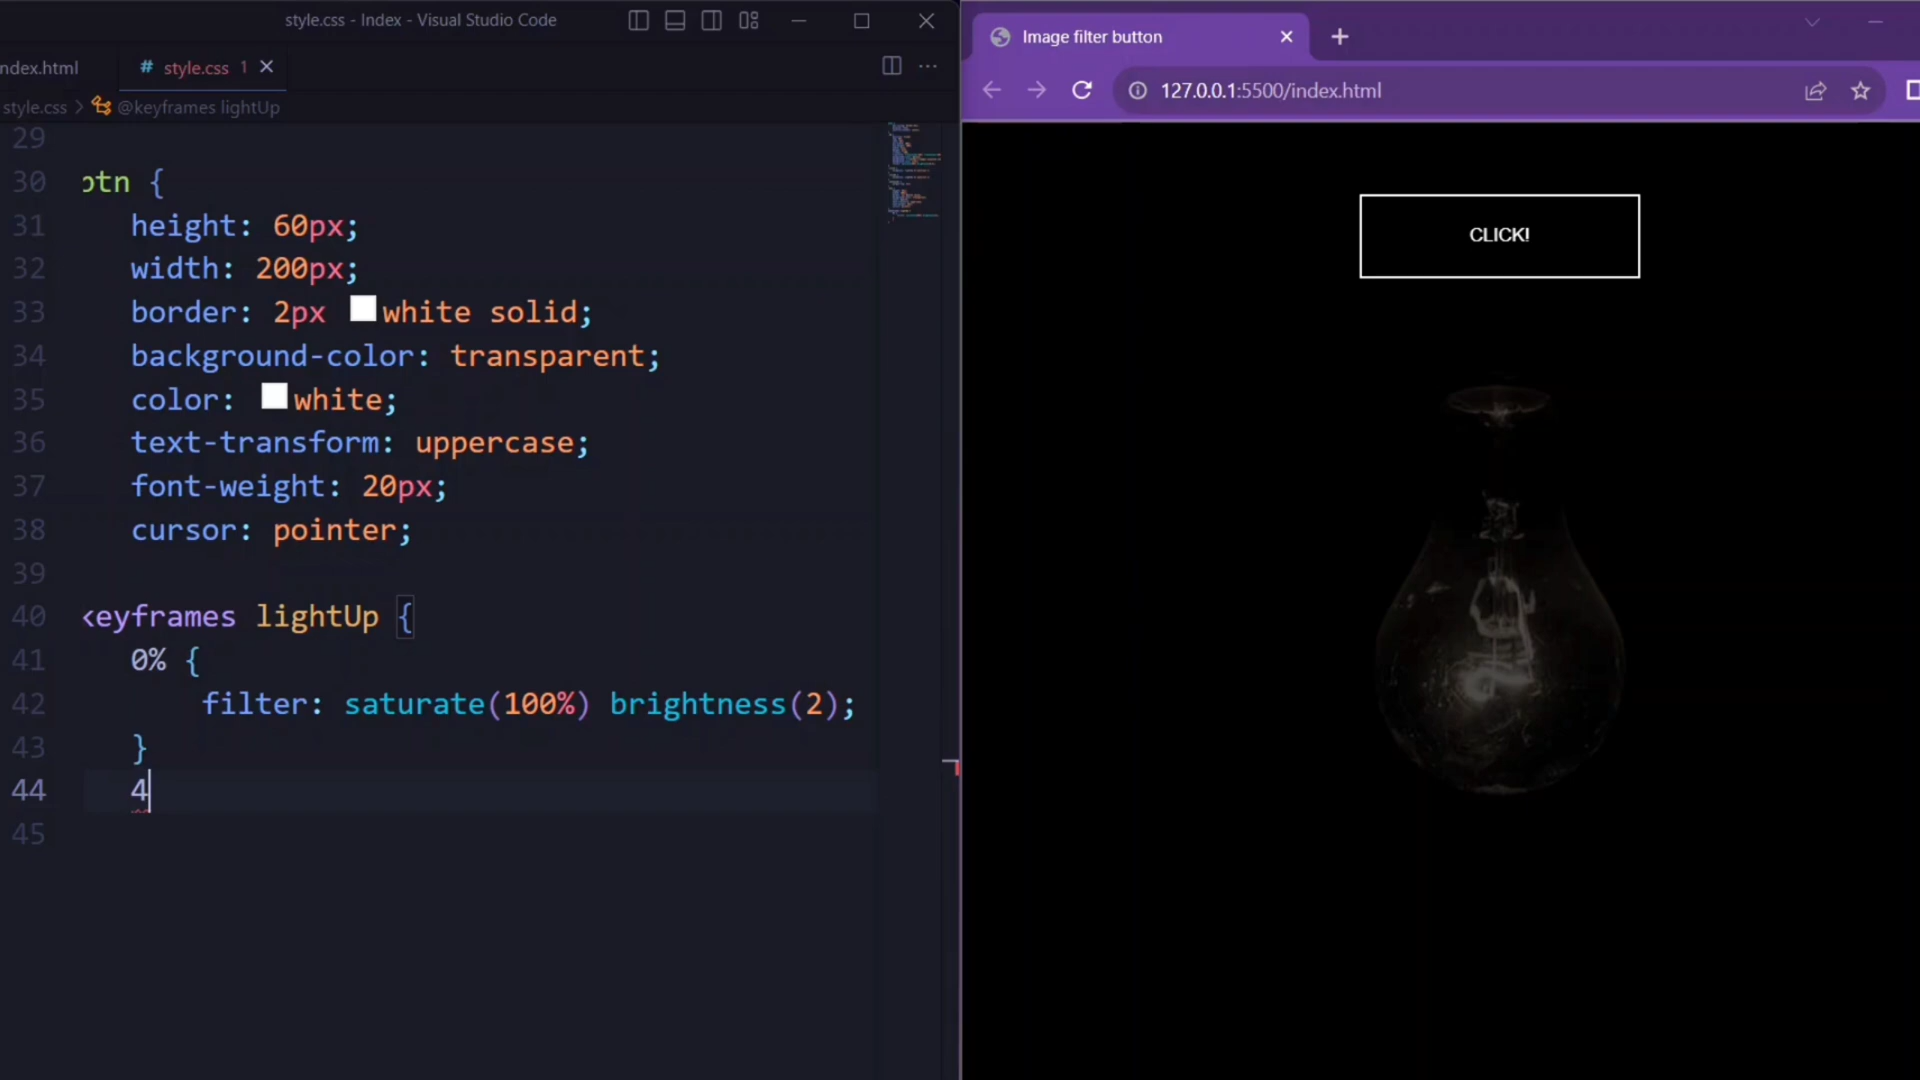 style.css - Index - Visual Studio Code
ndex.html
# style.css 1
style.css > @keyframes lightUp
29
30 btn {
31 height: 60px;
32 width: 200px;
33 border: 2px white solid;
34 background-color: transparent;
35 color: white;
36 text-transform: uppercase;
37 font-weight: 20px;
38 cursor: pointer;
39
40 keyframes lightUp {
41 0% {
42 filter: saturate(100%) brightness(2);
43 }
44 4
45
Image filter button
127.0.0.1:5500/index.html
CLICK!